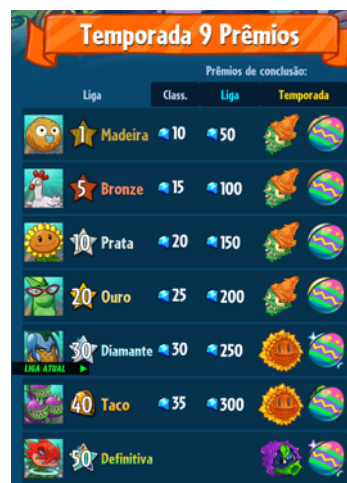 Temporada 9 Prêmios
Prêmios de conclusão:
Liga Class. Liga Temporada
1 Madeira 10 50
5 Bronze 15 100
10 Prata 20 150
20 Ouro 25 200
30 Diamante 30 250
LIGA ATUAL
40 Taco 35 300
50 Definitiva